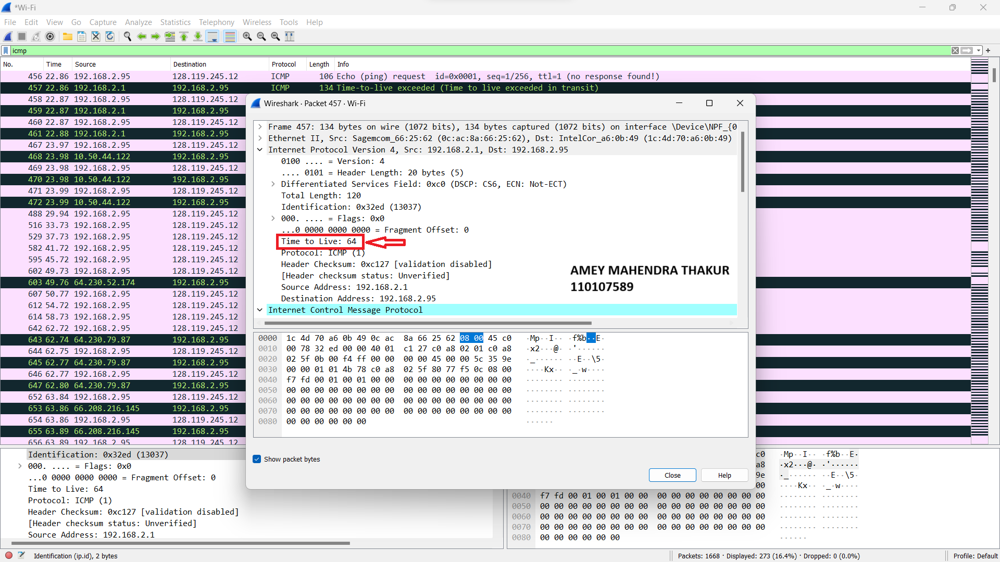 *Wi-Fi
File Edit View Go Capture Analyze Statistics Telephony Wireless Tools Help
icmp
No. Time Source Destination Protocol Length Info
456 22.86 192.168.2.95 128.119.245.12 ICMP 106 Echo (ping) request id=0x0001, seq=1/256, ttl=1 (no response found!)
457 22.86 192.168.2.1 192.168.2.95 ICMP 134 Time-to-live exceeded (Time to live exceeded in transit)
458 22.87 192.168.2.95 128.119.245.12
459 22.87 192.168.2.1 192.168.2.95
460 22.87 192.168.2.95 128.119.245.12
461 22.88 192.168.2.1 192.168.2.95
467 23.97 192.168.2.95 128.119.245.12
468 23.98 10.50.44.122 192.168.2.95
469 23.98 192.168.2.95 128.119.245.12
470 23.98 10.50.44.122 192.168.2.95
471 23.99 192.168.2.95 128.119.245.12
472 23.99 10.50.44.122 192.168.2.95
488 29.94 192.168.2.95 128.119.245.12
516 33.73 192.168.2.95 128.119.245.12
529 37.73 192.168.2.95 128.119.245.12
582 41.72 192.168.2.95 128.119.245.12
595 45.72 192.168.2.95 128.119.245.12
602 49.73 192.168.2.95 128.119.245.12
603 49.76 64.230.52.174 192.168.2.95
607 50.77 192.168.2.95 128.119.245.12
612 54.72 192.168.2.95 128.119.245.12
614 58.73 192.168.2.95 128.119.245.12
642 62.72 192.168.2.95 128.119.245.12
643 62.74 64.230.79.87 192.168.2.95
644 62.75 192.168.2.95 128.119.245.12
645 62.77 64.230.79.87 192.168.2.95
646 62.77 192.168.2.95 128.119.245.12
647 62.80 64.230.79.87 192.168.2.95
652 63.84 192.168.2.95 128.119.245.12
653 63.86 66.208.216.145 192.168.2.95
654 63.86 192.168.2.95 128.119.245.12
655 63.89 66.208.216.145 192.168.2.95
656 63.89 192.168.2.95 128.119.245.12
Wireshark · Packet 457 · Wi-Fi
Frame 457: 134 bytes on wire (1072 bits), 134 bytes captured (1072 bits) on interface \Device\NPF_{0
Ethernet II, Src: Sagemcom_66:25:62 (0c:ac:8a:66:25:62), Dst: IntelCor_a6:0b:49 (1c:4d:70:a6:0b:49)
Internet Protocol Version 4, Src: 192.168.2.1, Dst: 192.168.2.95
0100 .... = Version: 4
.... 0101 = Header Length: 20 bytes (5)
Differentiated Services Field: 0xc0 (DSCP: CS6, ECN: Not-ECT)
Total Length: 120
Identification: 0x32ed (13037)
000. .... = Flags: 0x0
...0 0000 0000 0000 = Fragment Offset: 0
Time to Live: 64
Protocol: ICMP (1)
Header Checksum: 0xc127 [validation disabled]
[Header checksum status: Unverified]
Source Address: 192.168.2.1
Destination Address: 192.168.2.95
Internet Control Message Protocol
AMEY MAHENDRA THAKUR
110107589
0000 1c 4d 70 a6 0b 49 0c ac 8a 66 25 62 08 00 45 c0 ·Mp··I·· ·f%b··E·
0010 00 78 32 ed 00 00 40 01 c1 27 c0 a8 02 01 c0 a8 ·x2···@· ·'······
0020 02 5f 0b 00 f4 ff 00 00 00 00 45 00 00 5c 35 9e ·_······ ··E··\5·
0030 00 00 01 01 4b 78 c0 a8 02 5f 80 77 f5 0c 08 00 ····Kx·· ·_·w····
0040 f7 fd 00 01 00 01 00 00 00 00 00 00 00 00 00 00 ········ ········
0050 00 00 00 00 00 00 00 00 00 00 00 00 00 00 00 00 ········ ········
0060 00 00 00 00 00 00 00 00 00 00 00 00 00 00 00 00 ········ ········
0070 00 00 00 00 00 00 00 00 00 00 00 00 00 00 00 00 ········ ········
0080 00 00 00 00 00 00 ······
Show packet bytes
Close Help
Identification: 0x32ed (13037)
000. .... = Flags: 0x0
...0 0000 0000 0000 = Fragment Offset: 0
Time to Live: 64
Protocol: ICMP (1)
Header Checksum: 0xc127 [validation disabled]
[Header checksum status: Unverified]
Source Address: 192.168.2.1
c0 ·Mp··I·· ·f%b··E·
a8 ·x2···@· ·'······
9e ·_······ ··E··\5·
00 ····Kx·· ·_·w····
0040 f7 fd 00 01 00 01 00 00 00 00 00 00 00 00 00 00 ········ ········
0050 00 00 00 00 00 00 00 00 00 00 00 00 00 00 00 00 ········ ········
0060 00 00 00 00 00 00 00 00 00 00 00 00 00 00 00 00 ········ ········
0070 00 00 00 00 00 00 00 00 00 00 00 00 00 00 00 00 ········ ········
0080 00 00 00 00 00 00 ······
Identification (ip.id), 2 bytes
Packets: 1668 · Displayed: 273 (16.4%) · Dropped: 0 (0.0%)
Profile: Default